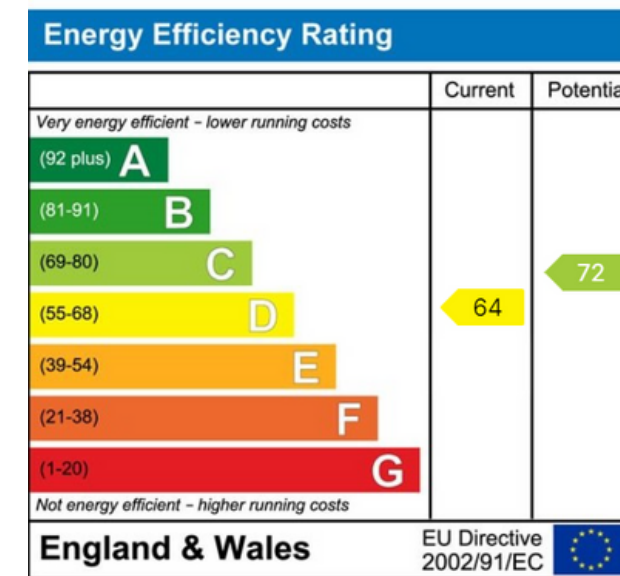 Energy Efficiency Rating
Current Potentia
Very energy efficient – lower running costs
(92 plus) A
(81-91) B
(69-80) C
72
(55-68) D
64
(39-54) E
(21-38) F
(1-20) G
Not energy efficient – higher running costs
England & Wales
EU Directive
2002/91/EC